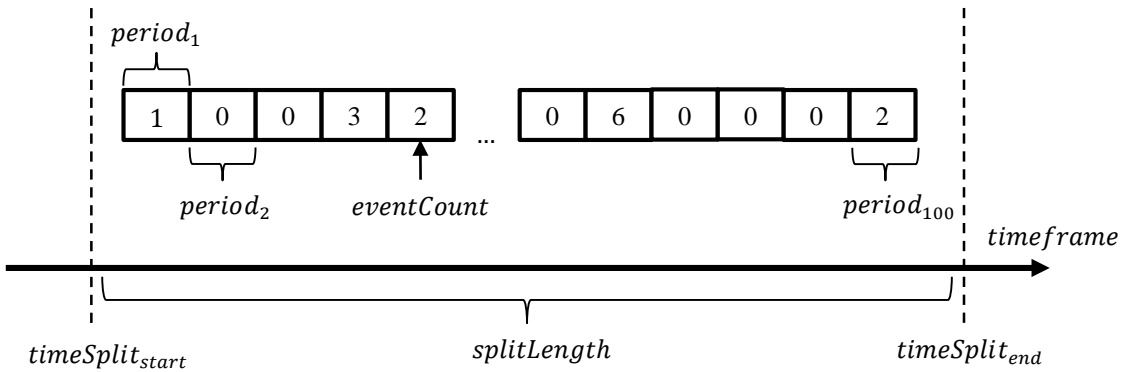 period₁
1 0 0 3 2 ... 0 6 0 0 0 2
period₂ eventCount period₁₀₀
timeframe
timeSplit_start splitLength timeSplit_end